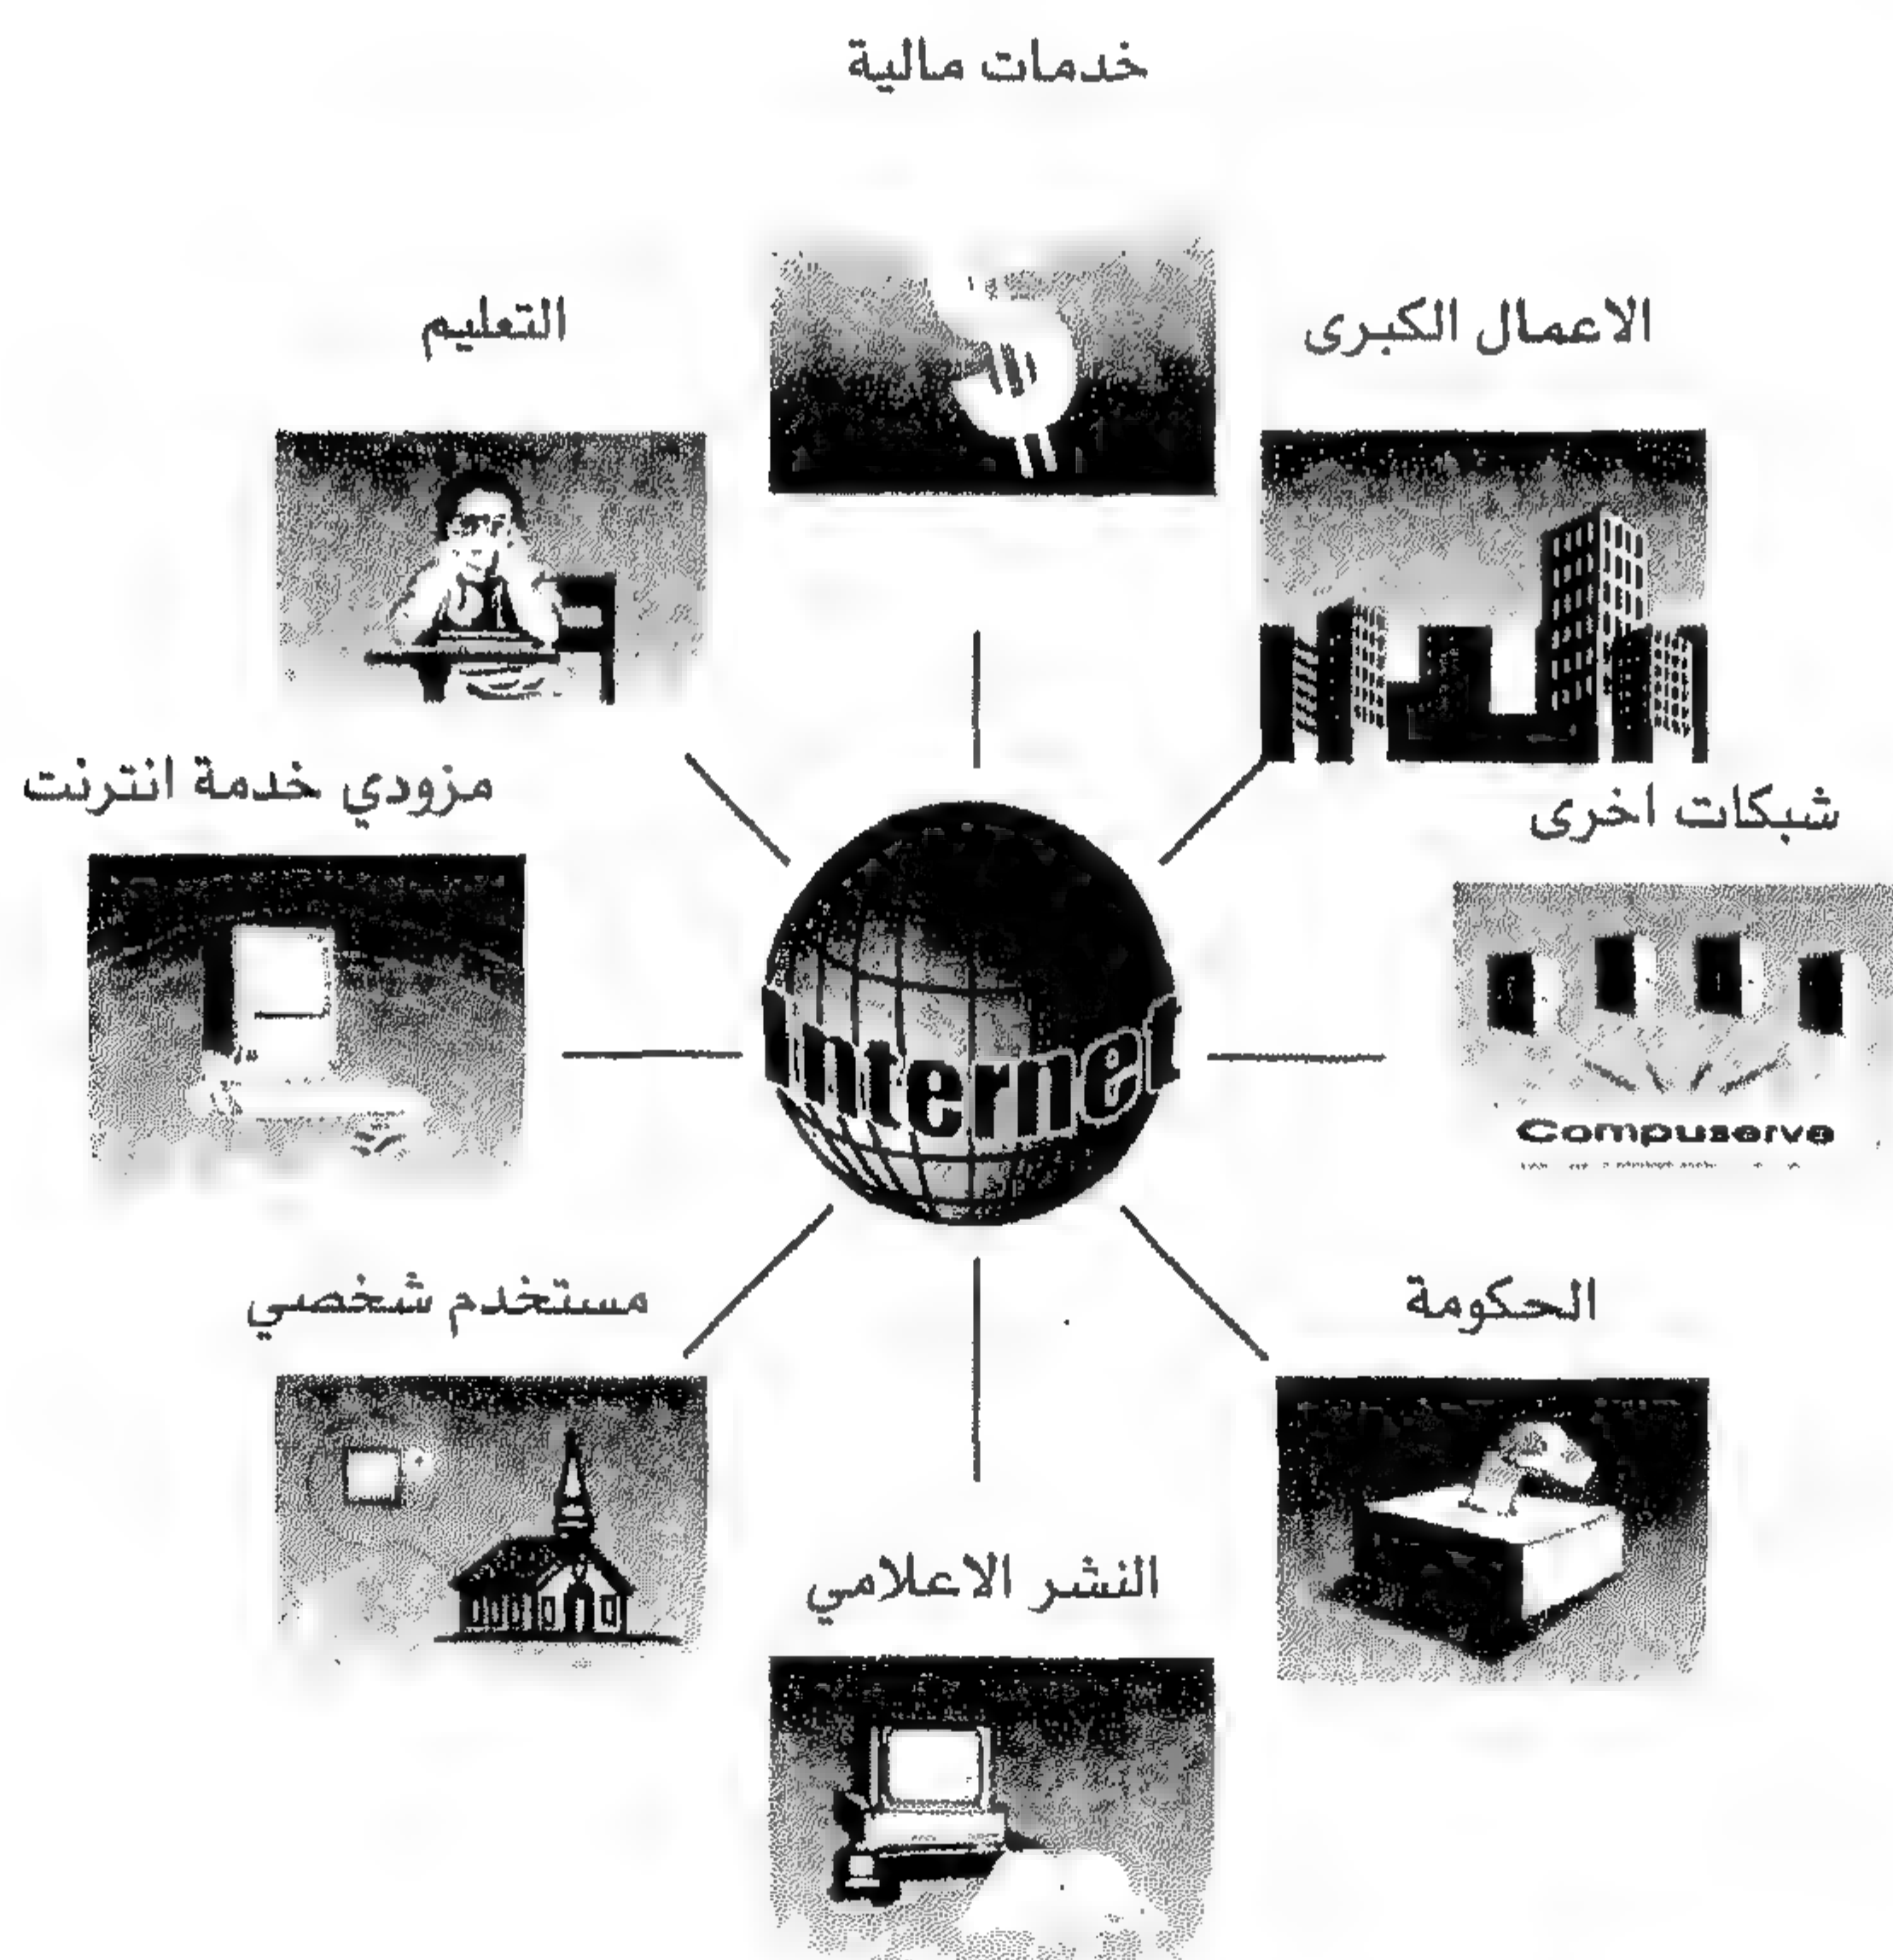 خدمات مالية
الاعمال الكبرى
التعليم
شبكات اخرى
مزودي خدمة انترنت
Internet
Compuserve
الحكومة
مستخدم شخصي
النشر الاعلامي